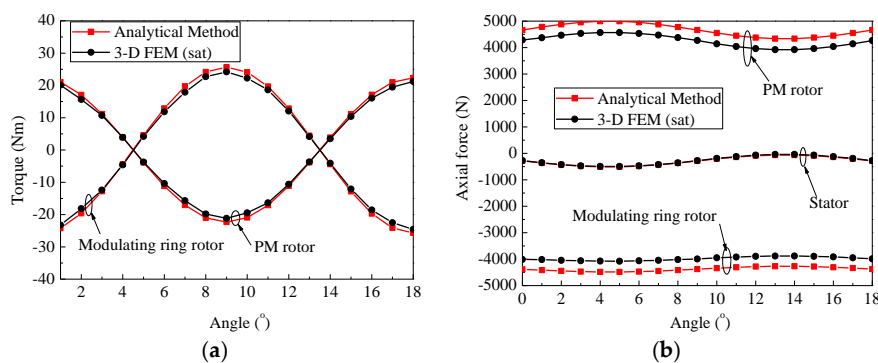 Analytical Method
3-D FEM (sat)
40
30
20
10
0
-10
-20
-30
-40
Torque (Nm)
Modulating ring rotor
PM rotor
2 4 6 8 10 12 14 16 18
Angle (o)
(a)
5000
4000
3000
2000
1000
0
-1000
-2000
-3000
-4000
-5000
Axial force (N)
PM rotor
Analytical Method
3-D FEM (sat)
Stator
Modulating ring rotor
0 2 4 6 8 10 12 14 16 18
Angle (o)
(b)